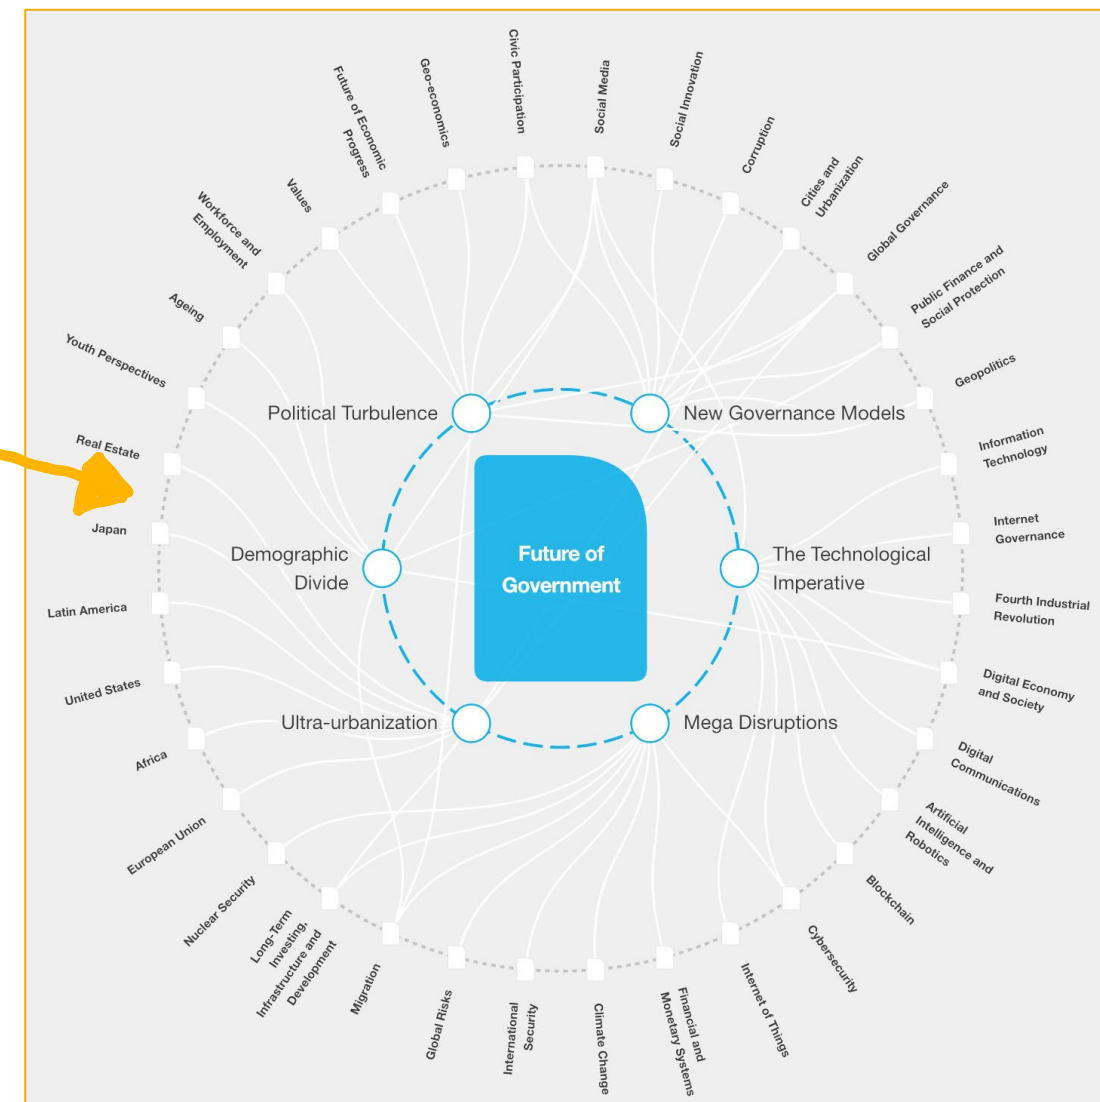 Civic Participation
Social Media
Social Innovation
Corruption
Cities and
Urbanization
Global Governance
Public Finance and
Social Protection
Geopolitics
Information
Technology
Internet
Governance
Fourth Industrial
Revolution
Digital Economy
and Society
Digital
Communications
Artificial
Intelligence and
Robotics
Blockchain
Cybersecurity
Internet of Things
Financial and
Monetary Systems
Climate Change
International
Security
Global Risks
Migration
Long-Term
Investing,
Infrastructure and
Development
Nuclear Security
European Union
Africa
United States
Latin America
Japan
Real Estate
Youth Perspectives
Ageing
Workforce and
Employment
Values
Future of Economic
Progress
Geo-economics
Political Turbulence
New Governance Models
Demographic
Divide
Future of
Government
The Technological
Imperative
Ultra-urbanization
Mega Disruptions